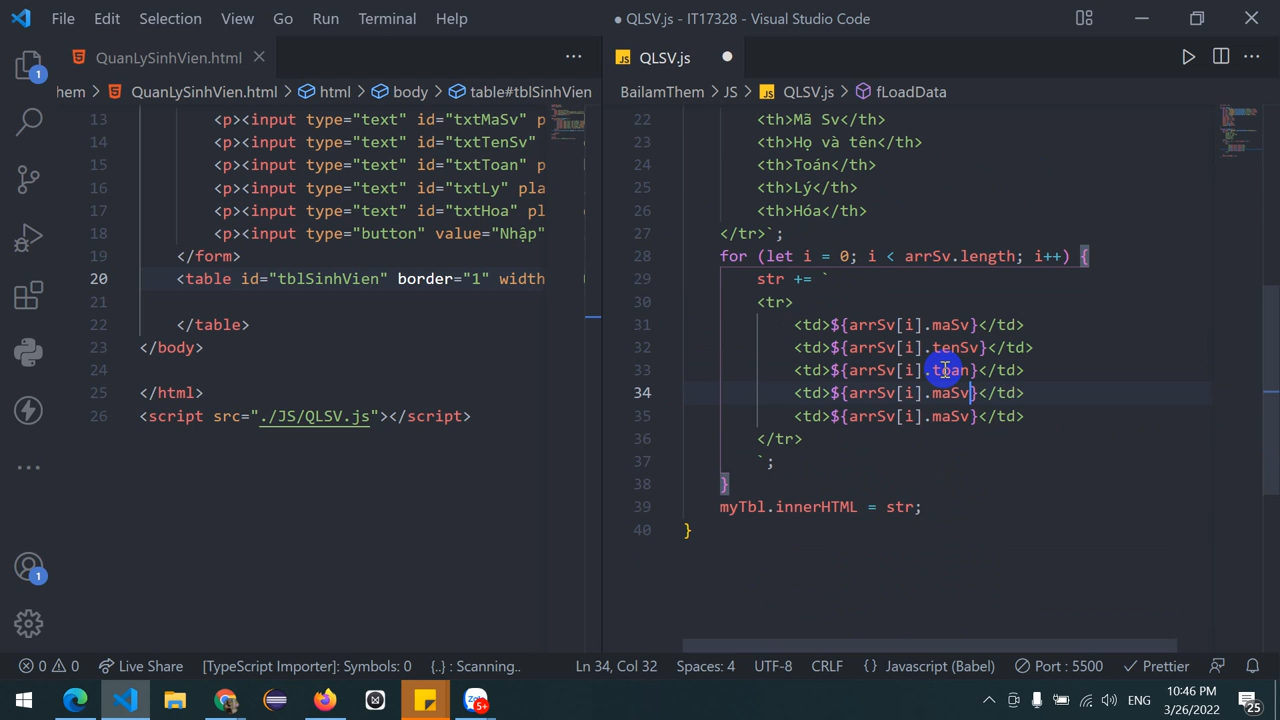 File Edit Selection View Go Run Terminal Help
● QLSV.js - IT17328 - Visual Studio Code
QuanLySinhVien.html
JS QLSV.js
hem > QuanLySinhVien.html > html > body > table#tblSinhVien
BailamThem > JS > JS QLSV.js > fLoadData
13 <p><input type="text" id="txtMaSv" p
14 <p><input type="text" id="txtTenSv"
15 <p><input type="text" id="txtToan" p
16 <p><input type="text" id="txtLy" pla
17 <p><input type="text" id="txtHoa" pl
18 <p><input type="button" value="Nhập"
19 </form>
20 <table id="tblSinhVien" border="1" width
21
22 </table>
23 </body>
24
25 </html>
26 <script src="./JS/QLSV.js"></script>
22 <th>Mã Sv</th>
23 <th>Họ và tên</th>
24 <th>Toán</th>
25 <th>Lý</th>
26 <th>Hóa</th>
27 </tr>`;
28 for (let i = 0; i < arrSv.length; i++) {
29 str += `
30 <tr>
31 <td>${arrSv[i].maSv}</td>
32 <td>${arrSv[i].tenSv}</td>
33 <td>${arrSv[i].toan}</td>
34 <td>${arrSv[i].maSv}</td>
35 <td>${arrSv[i].maSv}</td>
36 </tr>
37 `;
38 }
39 myTbl.innerHTML = str;
40 }
1
1
0 0 Live Share [TypeScript Importer]: Symbols: 0 {..} : Scanning.. Ln 34, Col 32 Spaces: 4 UTF-8 CRLF {} Javascript (Babel) Port : 5500 Prettier
5+
ENG
10:46 PM
3/26/2022
25